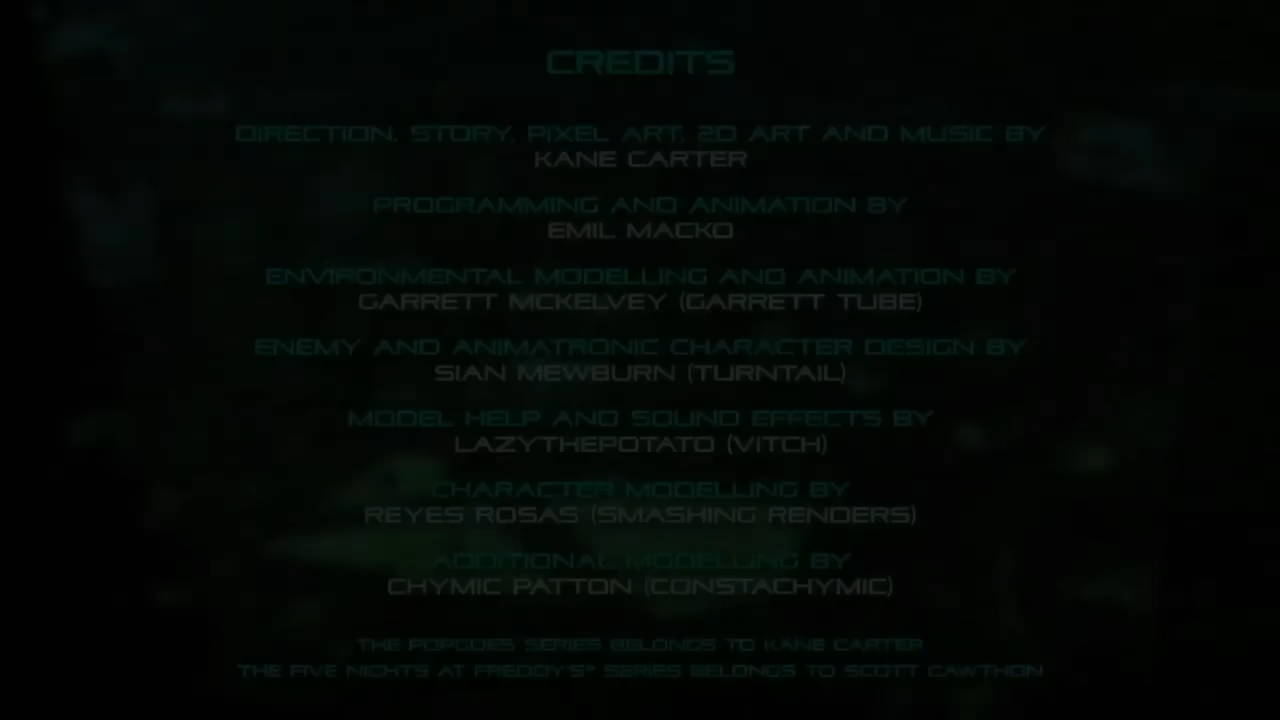 CREDITS
DIRECTION, STORY, PIXEL ART, 2D ART AND MUSIC BY
KANE CARTER
PROGRAMMING AND ANIMATION BY
EMIL MACKO
ENVIRONMENTAL MODELLING AND ANIMATION BY
GARRETT MCKELVEY (GARRETT TUBE)
ENEMY AND ANIMATRONIC CHARACTER DESIGN BY
SIAN MEWBURN (TURNTAIL)
MODEL HELP AND SOUND EFFECTS BY
LAZYTHEPOTATO (VITCH)
CHARACTER MODELLING BY
REYES ROSAS (SMASHING RENDERS)
ADDITIONAL MODELLING BY
CHYMIC PATTON (CONSTACHYMIC)
THE POPGOES SERIES BELONGS TO KANE CARTER
THE FIVE NIGHTS AT FREDDY'S® SERIES BELONGS TO SCOTT CAWTHON